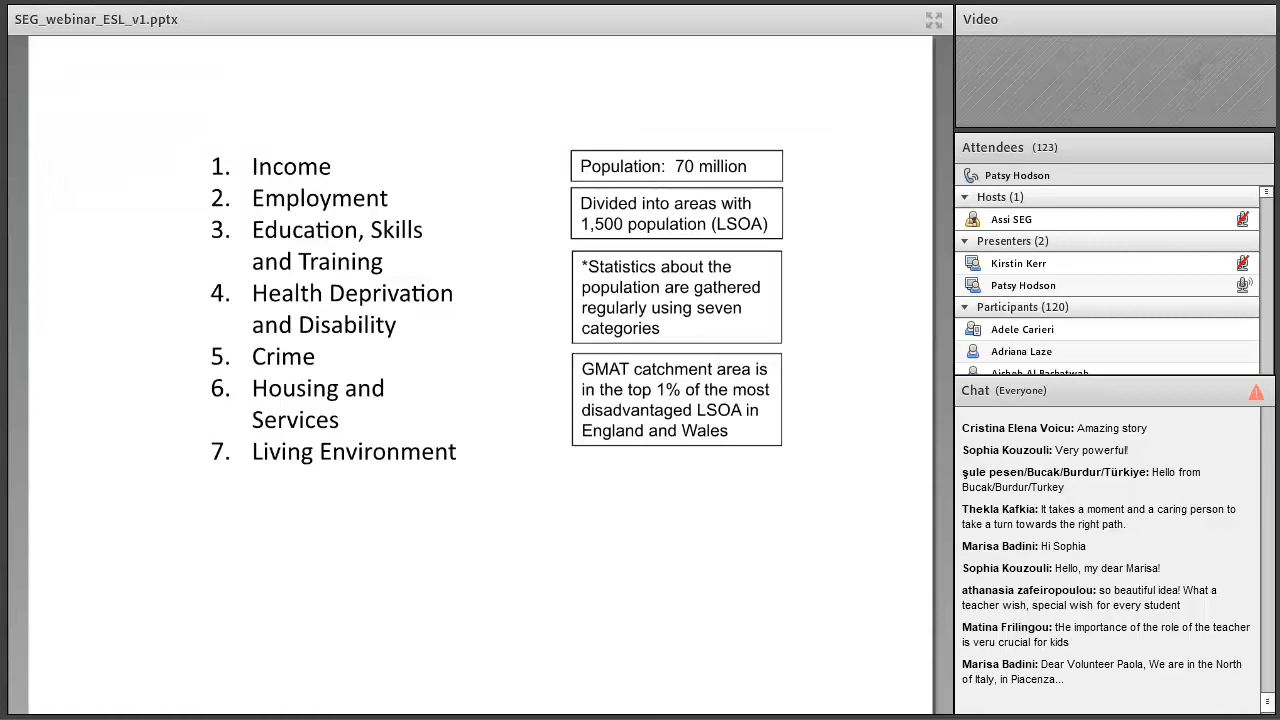 SEG_webinar_ESL_v1.pptx
1. Income
2. Employment
3. Education, Skills
and Training
4. Health Deprivation
and Disability
5. Crime
6. Housing and
Services
7. Living Environment
Population: 70 million
Divided into areas with
1,500 population (LSOA)
*Statistics about the
population are gathered
regularly using seven
categories
GMAT catchment area is
in the top 1% of the most
disadvantaged LSOA in
England and Wales
Video
Attendees (123)
Patsy Hodson
Hosts (1)
Assi SEG
Presenters (2)
Kirstin Kerr
Patsy Hodson
Participants (120)
Adele Carieri
Adriana Laze
Chat (Everyone)
Cristina Elena Voicu: Amazing story
Sophia Kouzouli: Very powerful!
şule pesen/Bucak/Burdur/Türkiye: Hello from
Bucak/Burdur/Turkey
Thekla Kafkia: It takes a moment and a caring person to
take a turn towards the right path.
Marisa Badini: Hi Sophia
Sophia Kouzouli: Hello, my dear Marisa!
athanasia zafeiropoulou: so beautiful idea! What a
teacher wish, special wish for every student
Matina Frilingou: tHe importance of the role of the teacher
is veru crucial for kids
Marisa Badini: Dear Volunteer Paola, We are in the North
of Italy, in Piacenza...